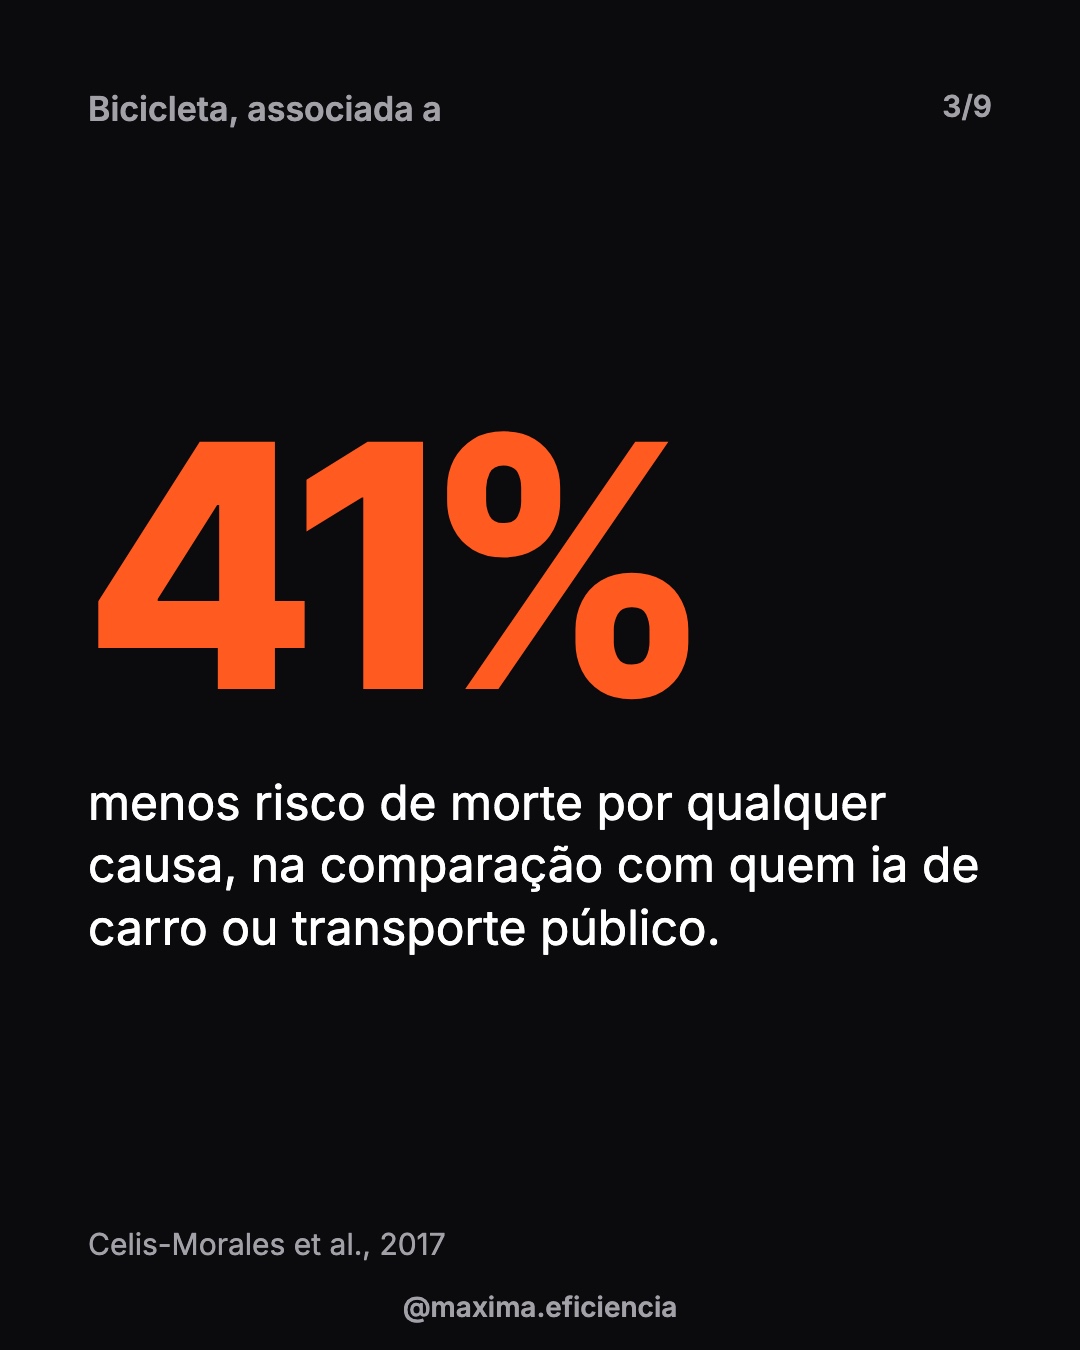 Bicicleta, associada a
3/9
41%
menos risco de morte por qualquer
causa, na comparação com quem ia de
carro ou transporte público.
Celis-Morales et al., 2017
@maxima.eficiencia